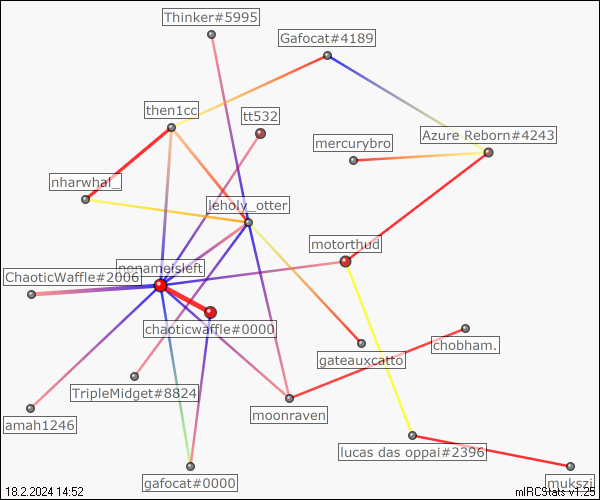 Thinker#5995
Gafocat#4189
then1cc
tt532
Azure Reborn#4243
mercurybro
nharwhal_
leholy_otter
motorthud
nonameisleft
ChaoticWaffle#2006
chaoticwaffle#0000
chobham.
gateauxcatto
TripleMidget#8824
moonraven
amah1246
lucas das oppai#2396
gafocat#0000
mukszi
18.2.2024 14:52
mIRCStats v1.25